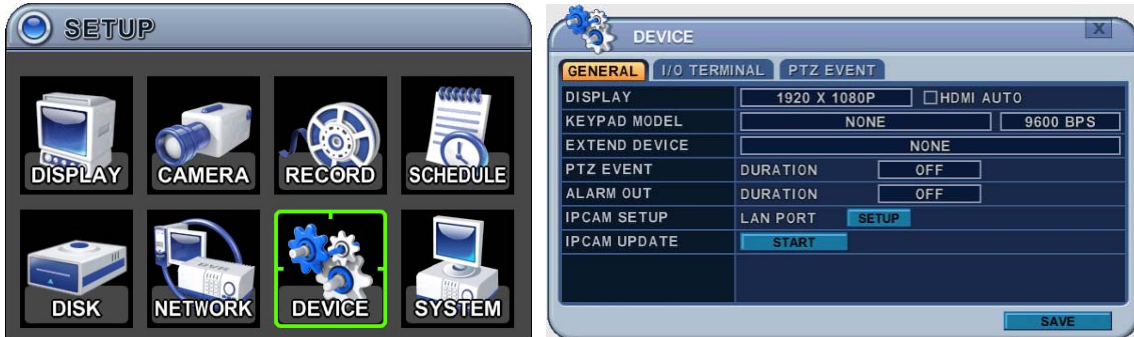 SETUP
DISPLAY CAMERA RECORD SCHEDULE
DISK NETWORK DEVICE SYSTEM
DEVICE X
GENERAL I/O TERMINAL PTZ EVENT
DISPLAY 1920 X 1080P HDMI AUTO
KEYPAD MODEL NONE 9600 BPS
EXTEND DEVICE NONE
PTZ EVENT DURATION OFF
ALARM OUT DURATION OFF
IPCAM SETUP LAN PORT SETUP
IPCAM UPDATE START
SAVE